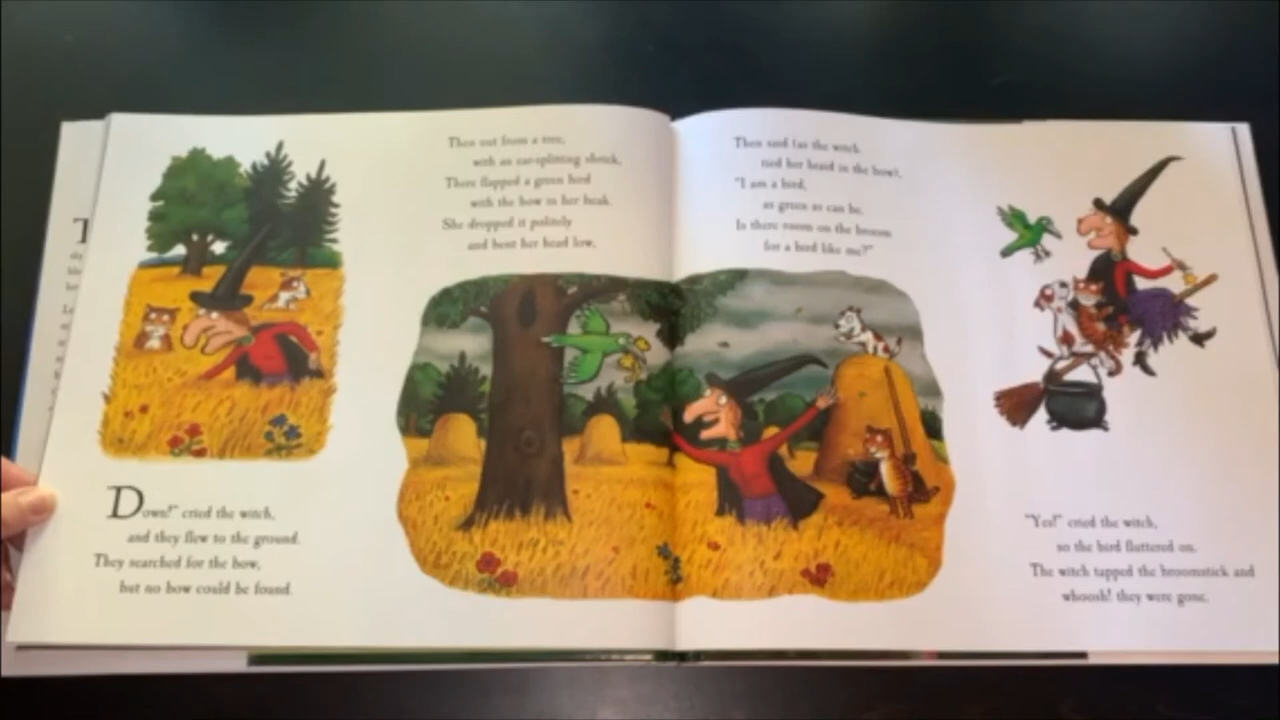 Down!" cried the witch,
and they flew to the ground.
They searched for the bow,
but no bow could be found.
Then out from a tree,
with an ear-splitting shriek,
There flapped a green bird
with the bow in her beak.
She dropped it politely
and bent her head low,
Then said (as the witch
tied her braid in the bow),
"I am a bird,
as green as can be.
Is there room on the broom
for a bird like me?"
"Yes!" cried the witch,
so the bird fluttered on.
The witch tapped the broomstick and
whoosh! they were gone.